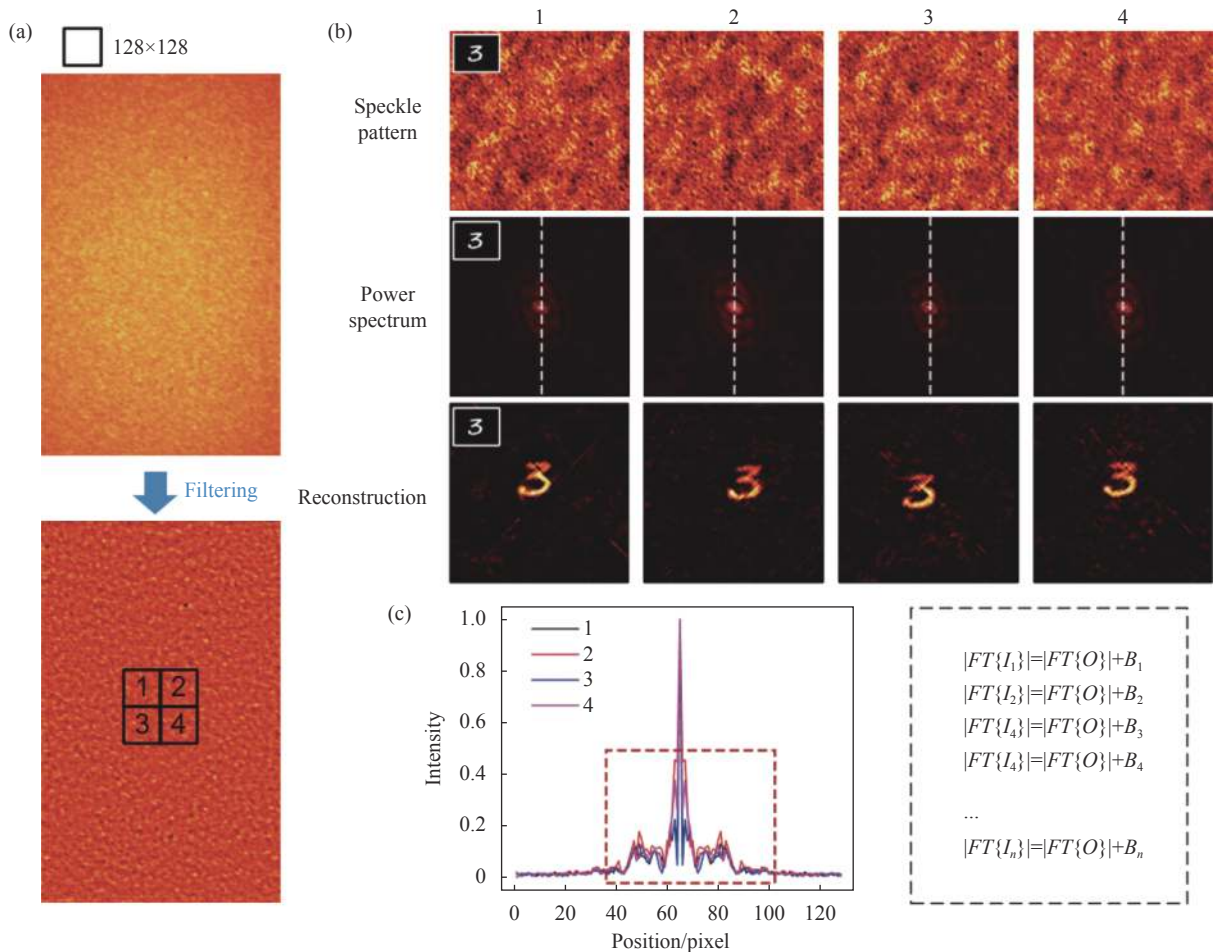 (a)
128×128
Filtering
1 2
3 4
(b)
1 2 3 4
Speckle
pattern
3
Power
spectrum
3
Reconstruction
3
3 3 3 3
(c)
1.0
0.8
0.6
0.4
0.2
0
Intensity
1
2
3
4
0 20 40 60 80 100 120
Position/pixel
|FT{I₁}|=|FT{O}|+B₁
|FT{I₂}|=|FT{O}|+B₂
|FT{I₄}|=|FT{O}|+B₃
|FT{I₄}|=|FT{O}|+B₄
...
|FT{Iₙ}|=|FT{O}|+Bₙ